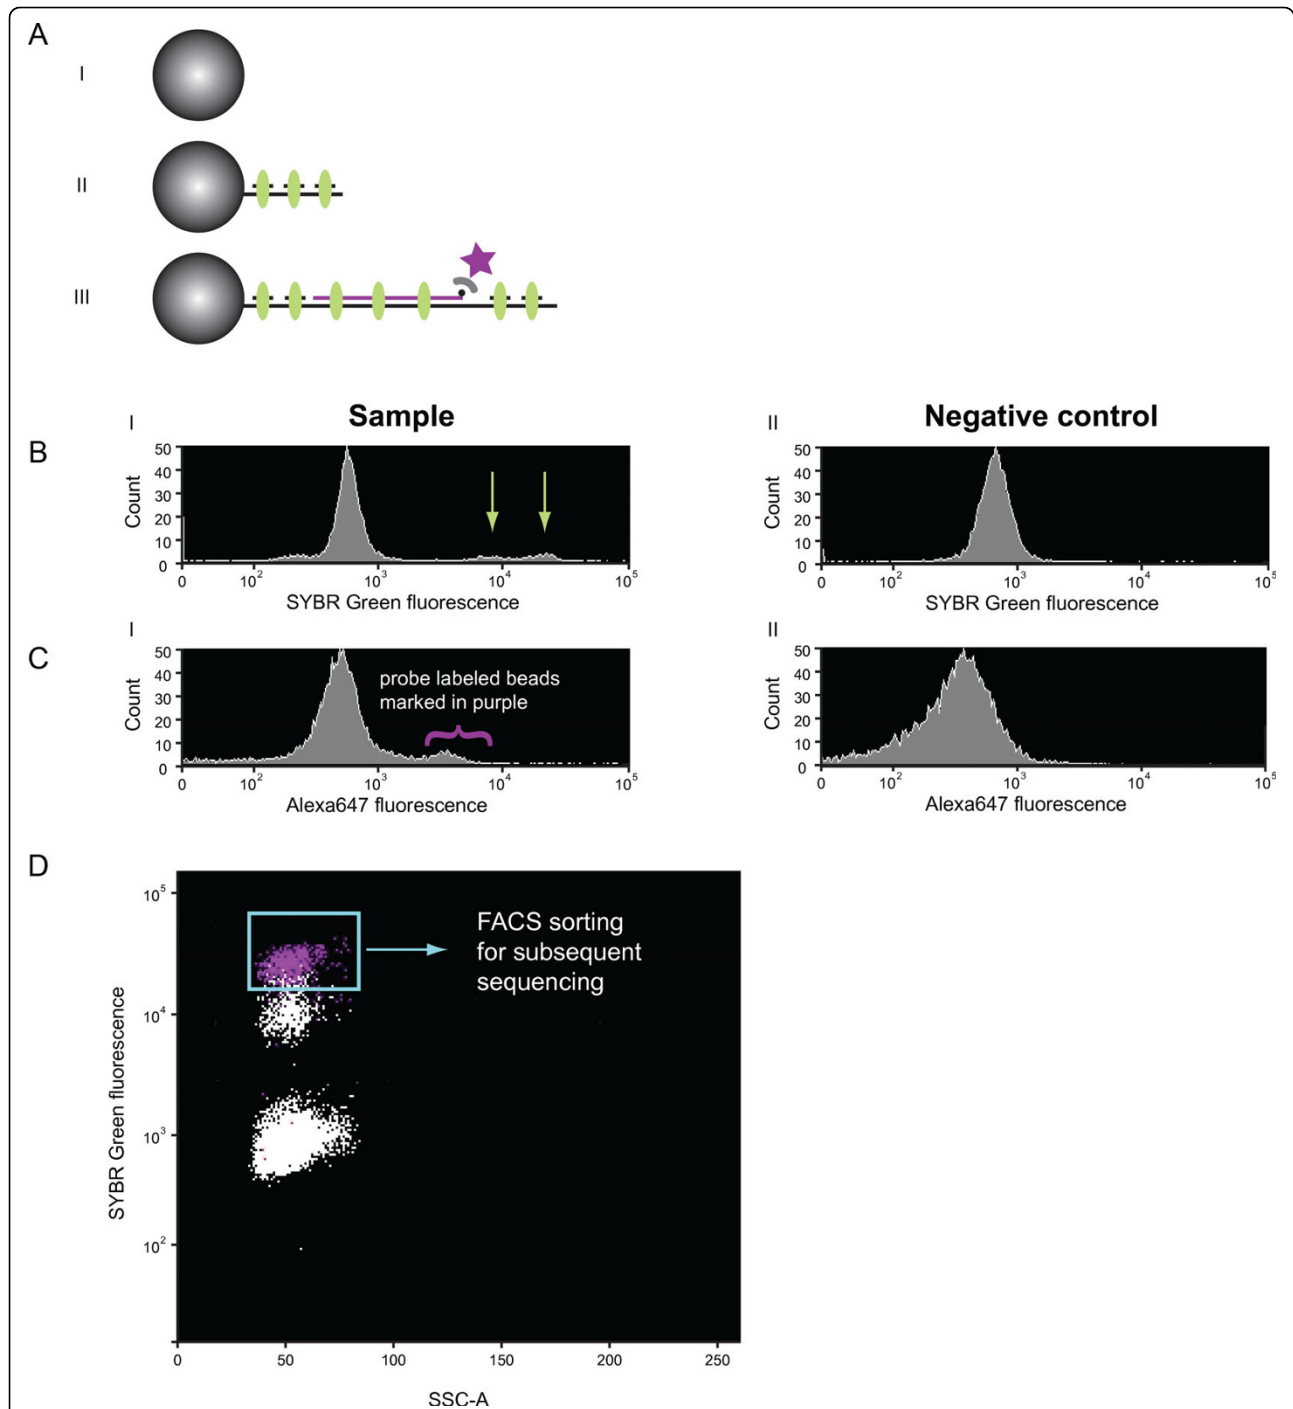 A
I
II
III
B
I
Sample
50
40
30
20
10
0
Count
0 10² 10³ 10⁴ 10⁵
SYBR Green fluorescence
II
Negative control
50
40
30
20
10
0
Count
0 10² 10³ 10⁴ 10⁵
SYBR Green fluorescence
C
I
50
40
30
20
10
0
Count
probe labeled beads
marked in purple
0 10² 10³ 10⁴ 10⁵
Alexa647 fluorescence
II
50
40
30
20
10
0
Count
0 10² 10³ 10⁴ 10⁵
Alexa647 fluorescence
D
10⁵
10⁴
10³
10²
SYBR Green fluorescence
FACS sorting
for subsequent
sequencing
0 50 100 150 200 250
SSC-A